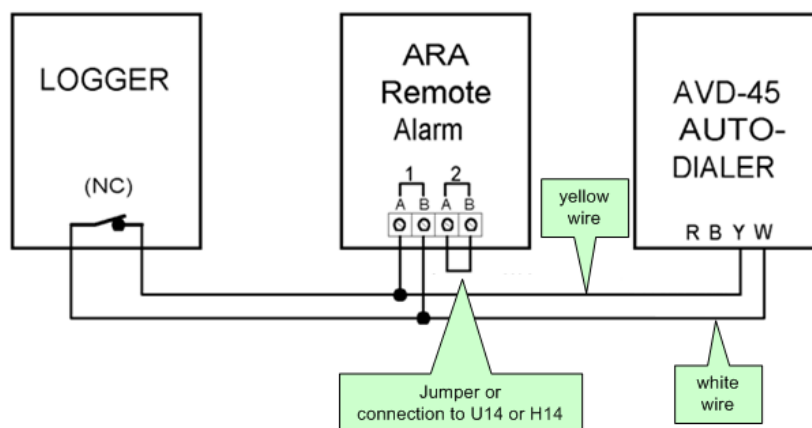 LOGGER
(NC)
ARA
Remote
Alarm
1 2
A B A B
AVD-45
AUTO-
DIALER
R B Y W
yellow
wire
Jumper or
connection to U14 or H14
white
wire